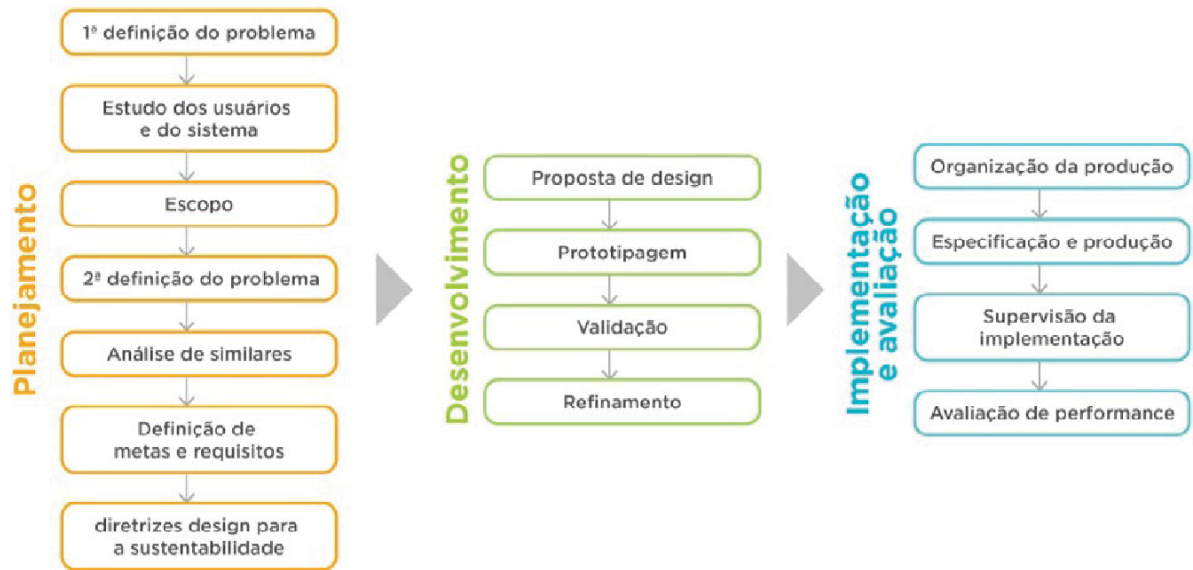 Planejamento
1ª definição do problema
Estudo dos usuários
e do sistema
Escopo
2ª definição do problema
Análise de similares
Definição de
metas e requisitos
diretrizes design para
a sustentabilidade
Desenvolvimento
Proposta de design
Prototipagem
Validação
Refinamento
Implementação
e avaliação
Organização da produção
Especificação e produção
Supervisão da
implementação
Avaliação de performance